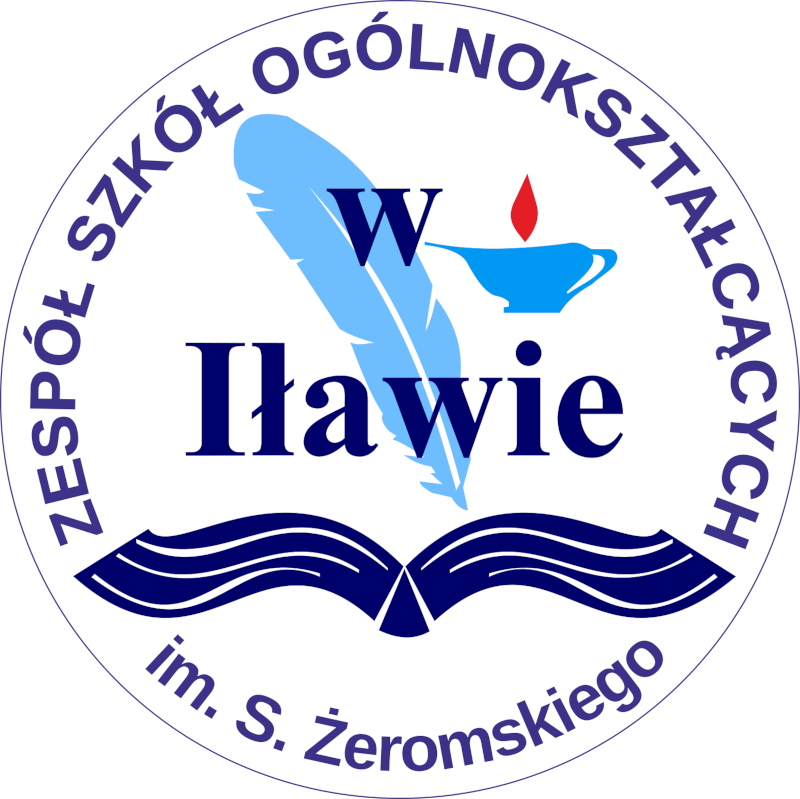 ZESPÓŁ SZKÓŁ OGÓLNOKSZTAŁCĄCYCH
w
Iławie
im. S. Żeromskiego